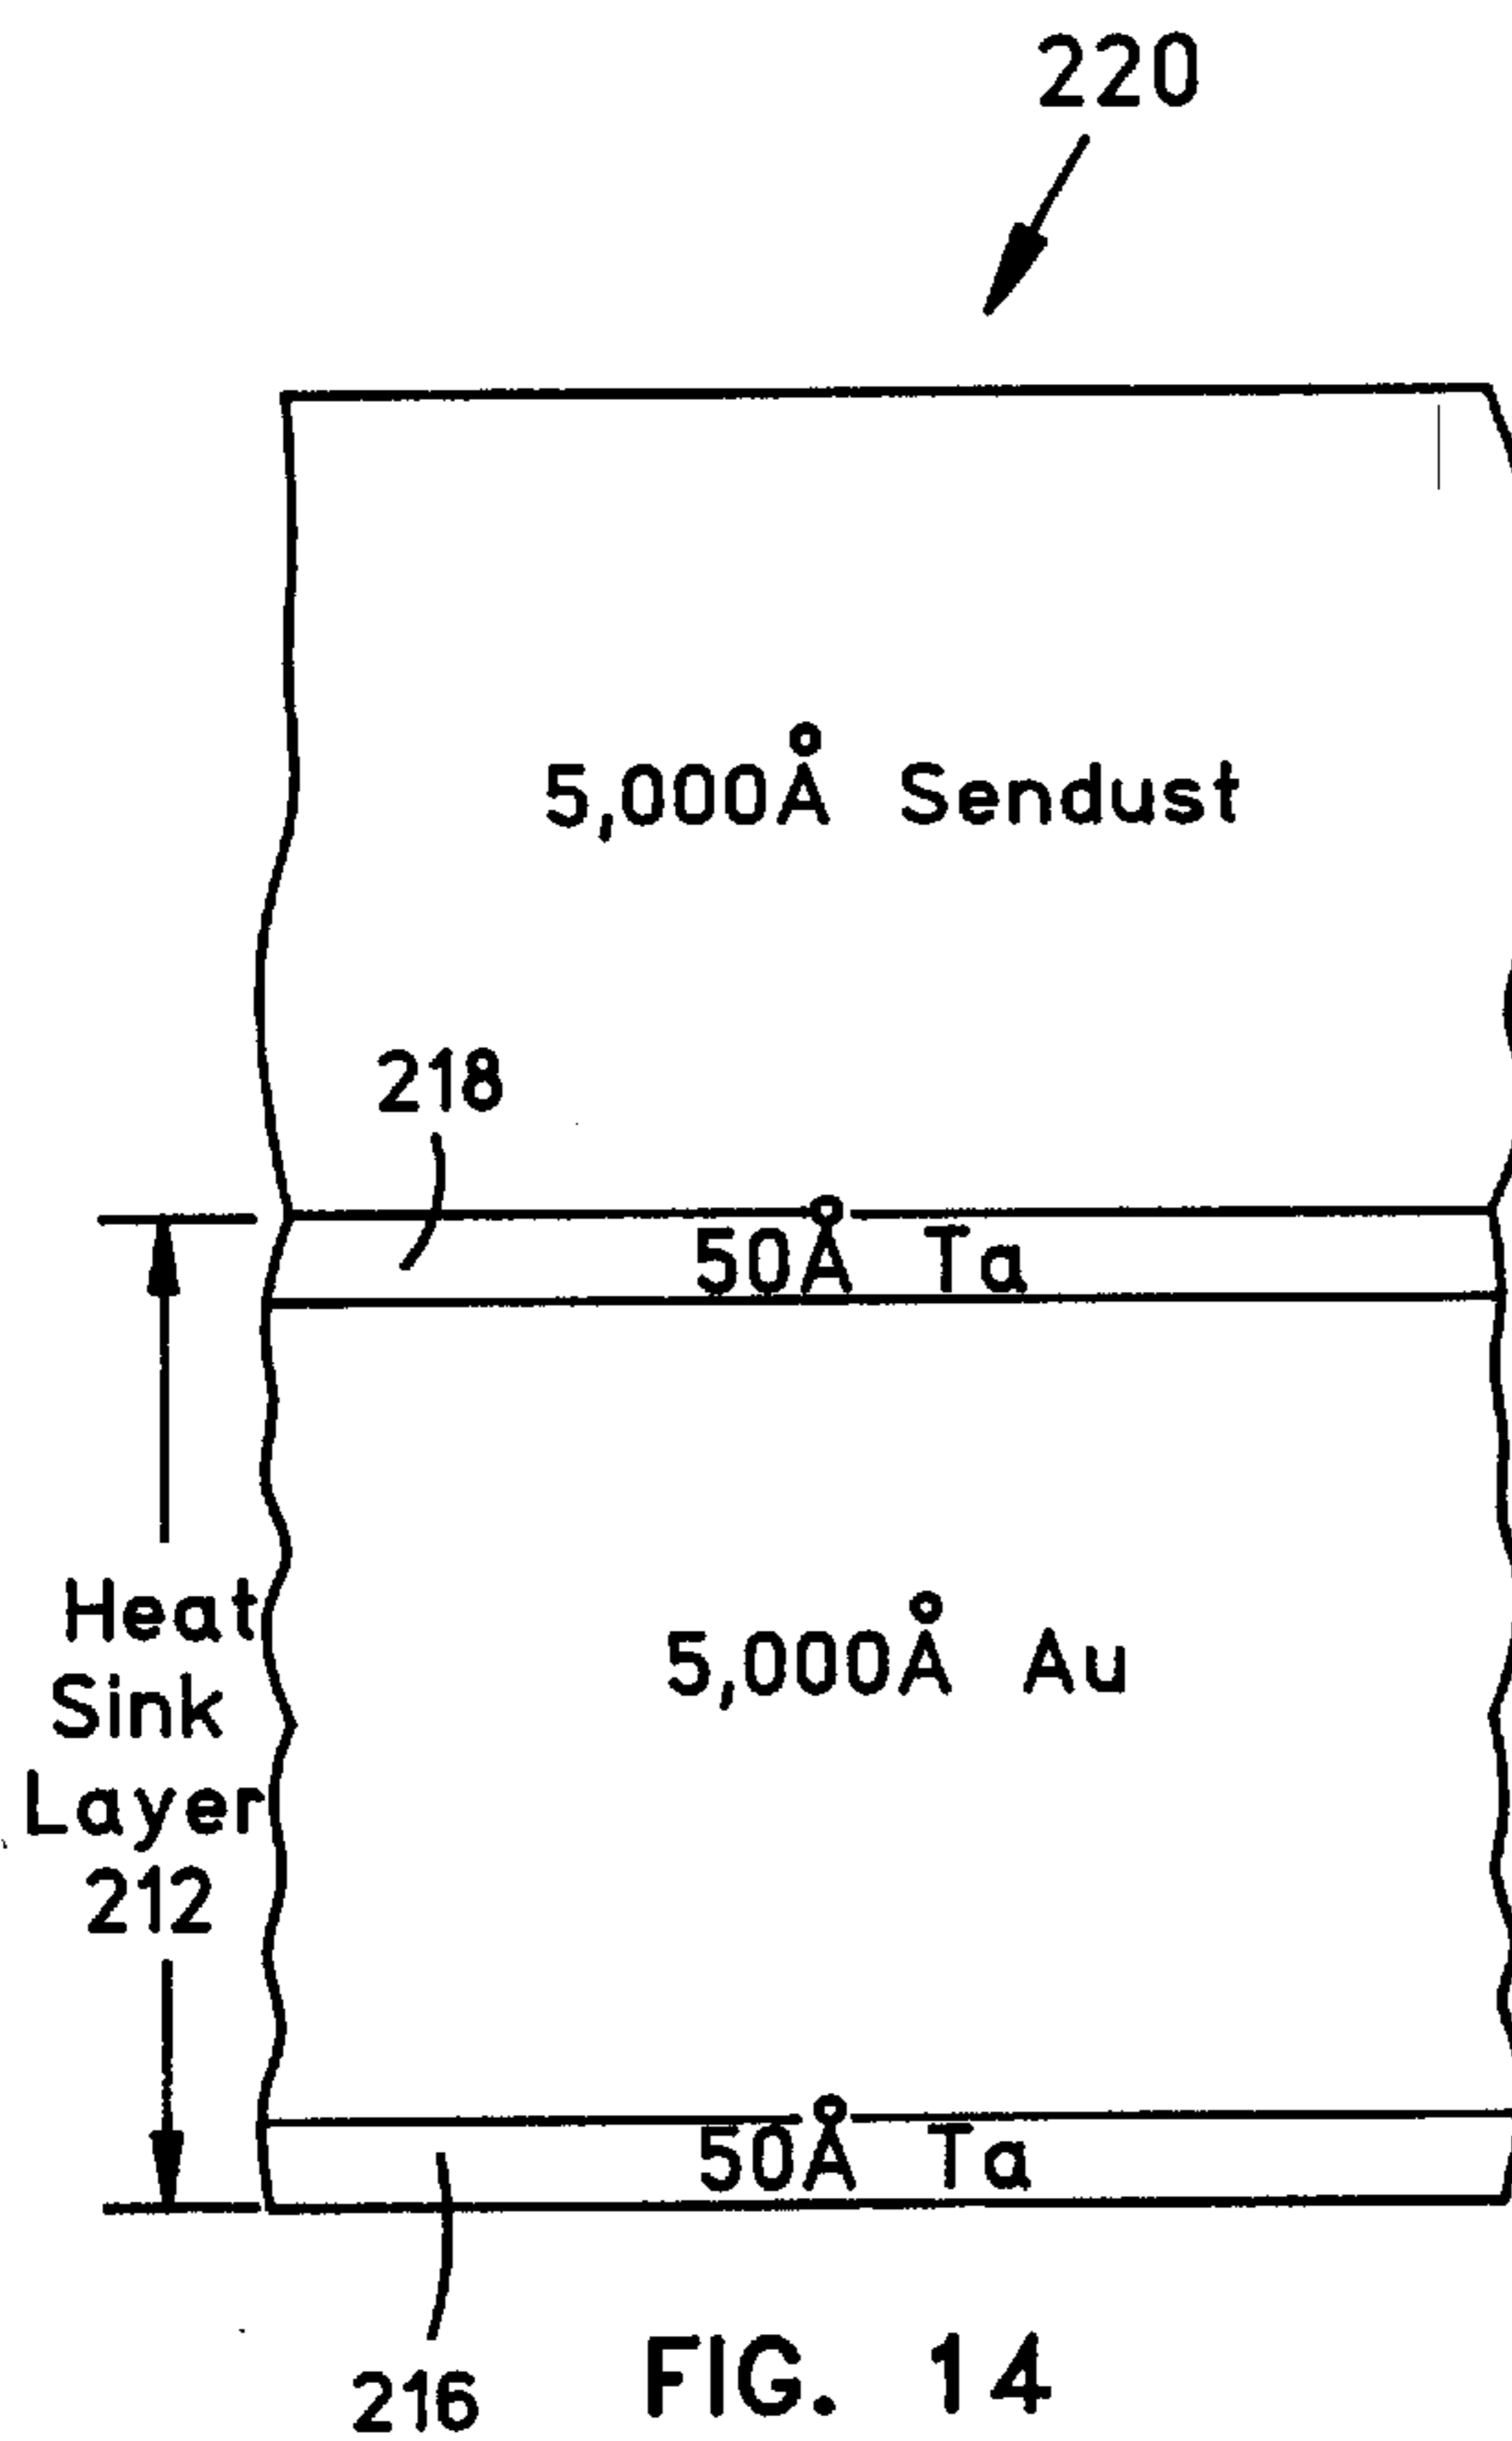 220
5,000Å Sendust
218
50Å Ta
Heat
Sink
Layer
212
5,000Å Au
50Å Ta
216
FIG. 14